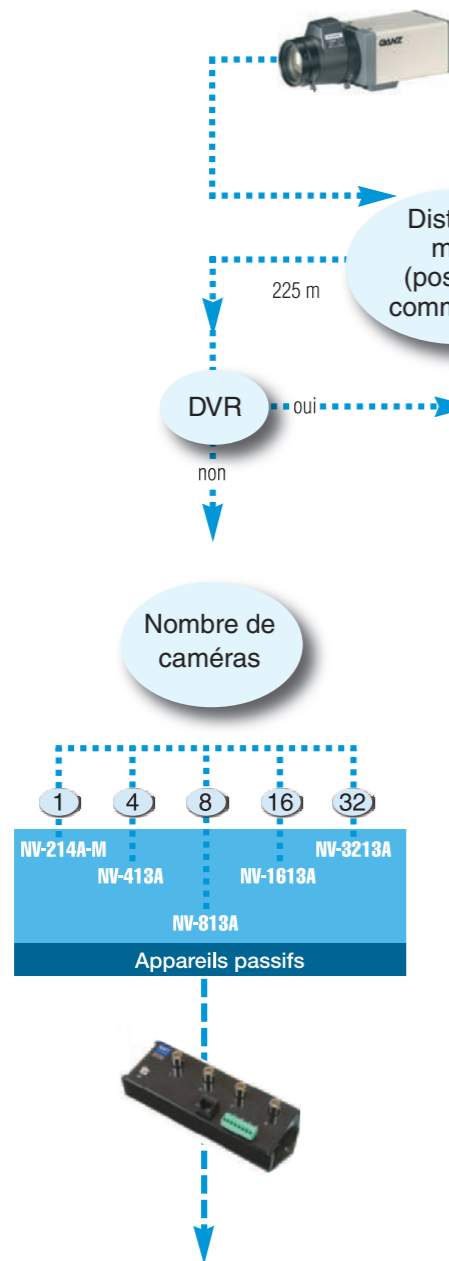 GANZ
Dist
m
(pos
comm
225 m
DVR
oui
non
Nombre de
caméras
1 4 8 16 32
NV-214A-M NV-3213A
NV-413A NV-1613A
NV-813A
Appareils passifs